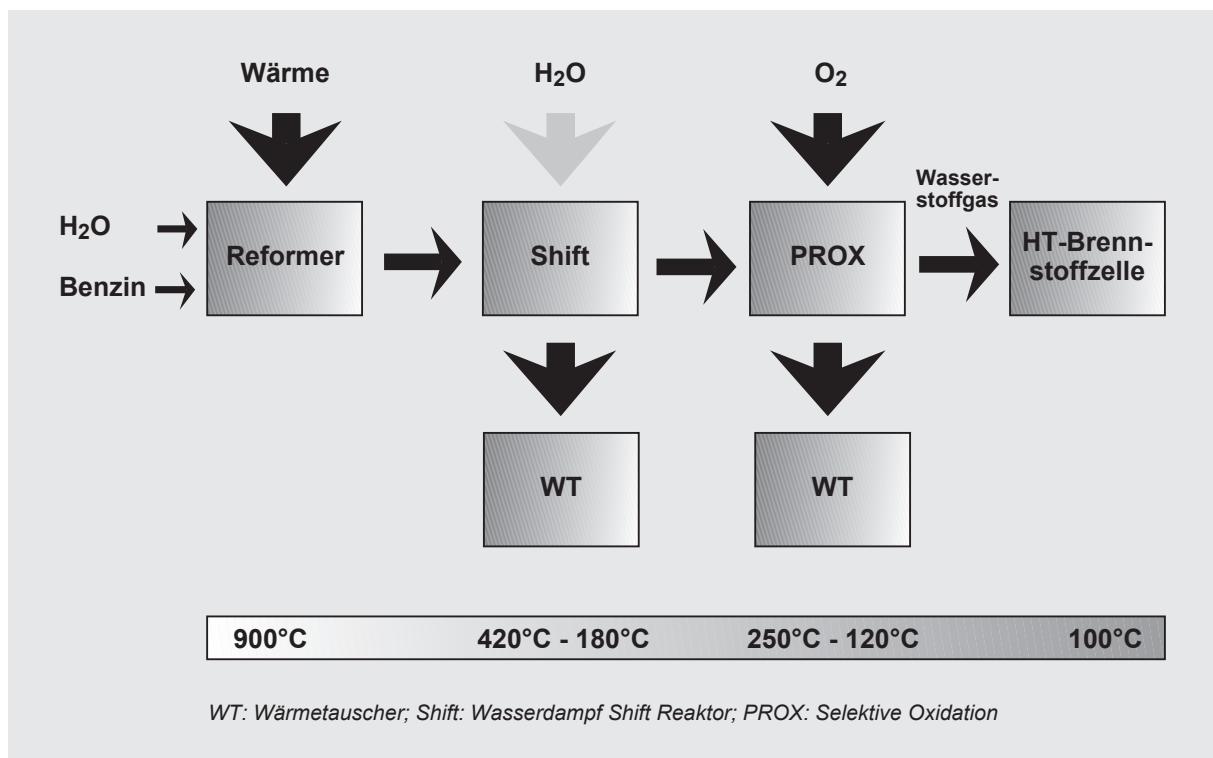 Wärme
H₂O
O₂
Wasser-
stoffgas
H₂O
Benzin
Reformer
Shift
PROX
HT-Brenn-
stoffzelle
WT
WT
900°C
420°C - 180°C
250°C - 120°C
100°C
WT: Wärmetauscher; Shift: Wasserdampf Shift Reaktor; PROX: Selektive Oxidation